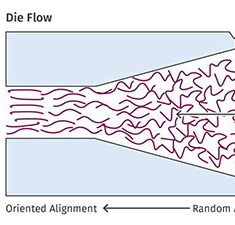 Die Flow
Oriented Alignment
Random A